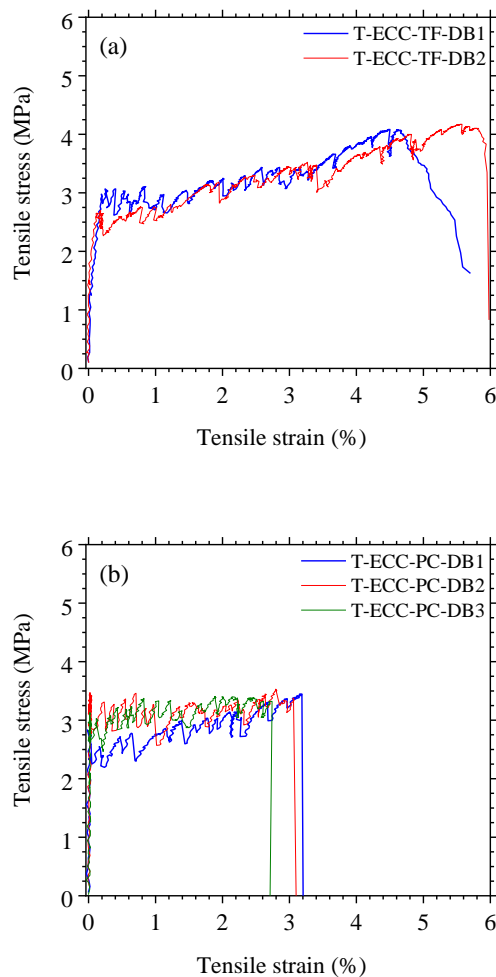 (a)
T-ECC-TF-DB1
T-ECC-TF-DB2
6
5
4
3
2
1
0
Tensile stress (MPa)
0 1 2 3 4 5 6
Tensile strain (%)
(b)
T-ECC-PC-DB1
T-ECC-PC-DB2
T-ECC-PC-DB3
6
5
4
3
2
1
0
Tensile stress (MPa)
0 1 2 3 4 5 6
Tensile strain (%)